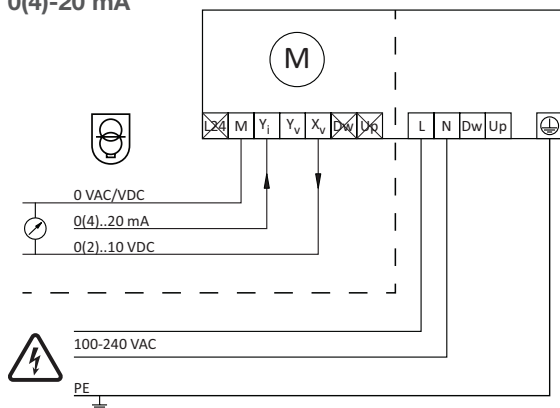 0(4)-20 mA
M
L24 M Yi Yv Xv Dw Up L N Dw Up
0 VAC/VDC
0(4)..20 mA
0(2)..10 VDC
100-240 VAC
PE